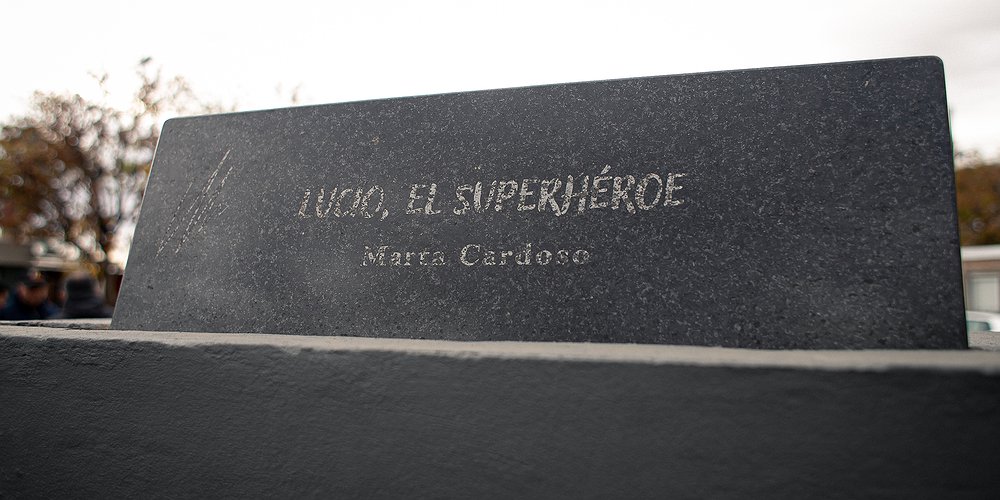 LUCIO, EL SUPERHÉROE
Marta Cardoso